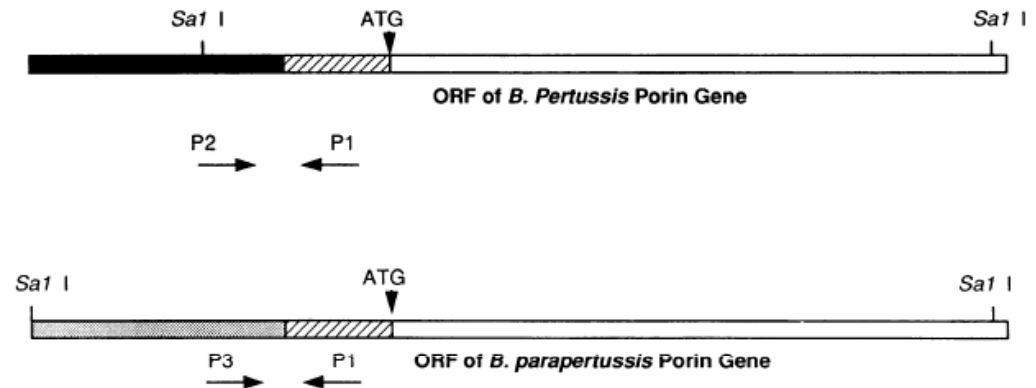 Sa1 I ATG Sa1 I
ORF of B. Pertussis Porin Gene
P2 P1
Sa1 I ATG Sa1 I
P3 P1 ORF of B. parapertussis Porin Gene